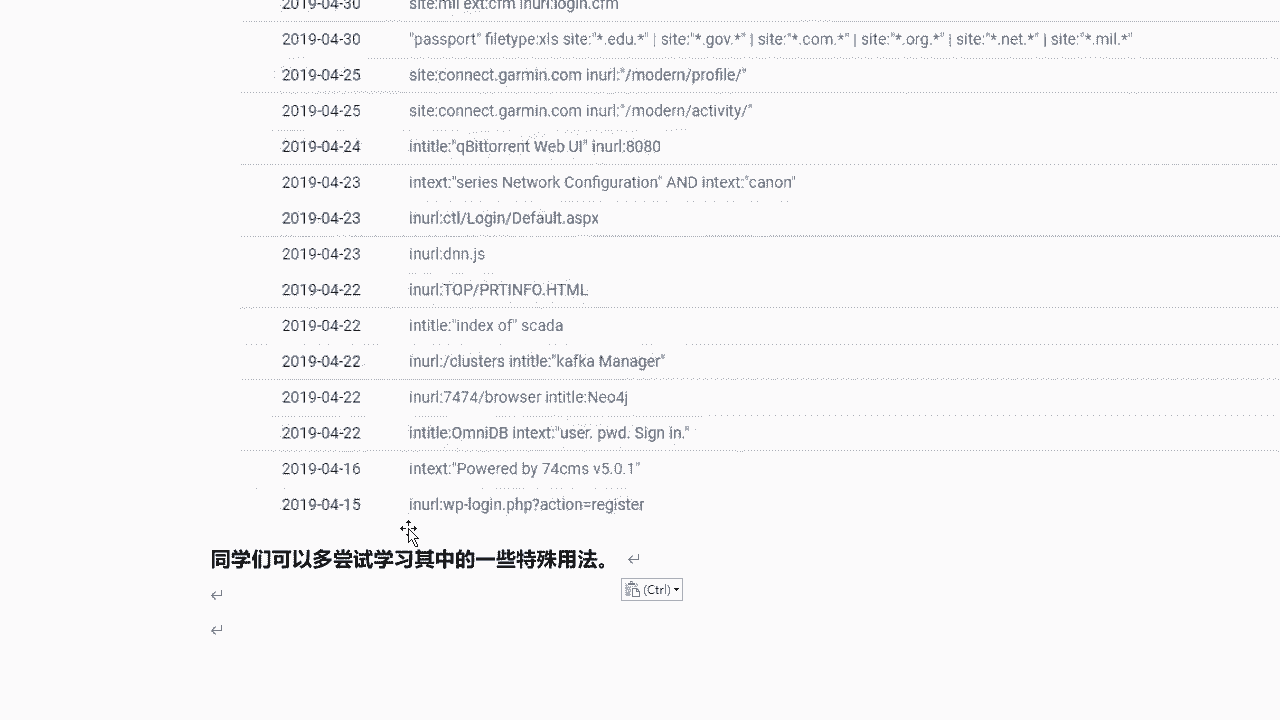 2019-04-30 site:mil ext:cfm inurl:login.cfm
2019-04-30 "passport" filetype:xls site:"*.edu.*" | site:"*.gov.*" | site:"*.com.*" | site:"*.org.*" | site:"*.net.*" | site:"*.mil.*"
2019-04-25 site:connect.garmin.com inurl:"/modern/profile/"
2019-04-25 site:connect.garmin.com inurl:"/modern/activity/"
2019-04-24 intitle:"qBittorrent Web UI" inurl:8080
2019-04-23 intext:"series Network Configuration" AND intext:"canon"
2019-04-23 inurl:ctl/Login/Default.aspx
2019-04-23 inurl:dnn.js
2019-04-22 inurl:TOP/PRTINFO.HTML
2019-04-22 intitle:"index of" scada
2019-04-22 inurl:/clusters intitle:"kafka Manager"
2019-04-22 inurl:7474/browser intitle:Neo4j
2019-04-22 intitle:OmniDB intext:"user. pwd. Sign in."
2019-04-16 intext:"Powered by 74cms v5.0.1"
2019-04-15 inurl:wp-login.php?action=register
同学们可以多尝试学习其中的一些特殊用法。
(Ctrl)